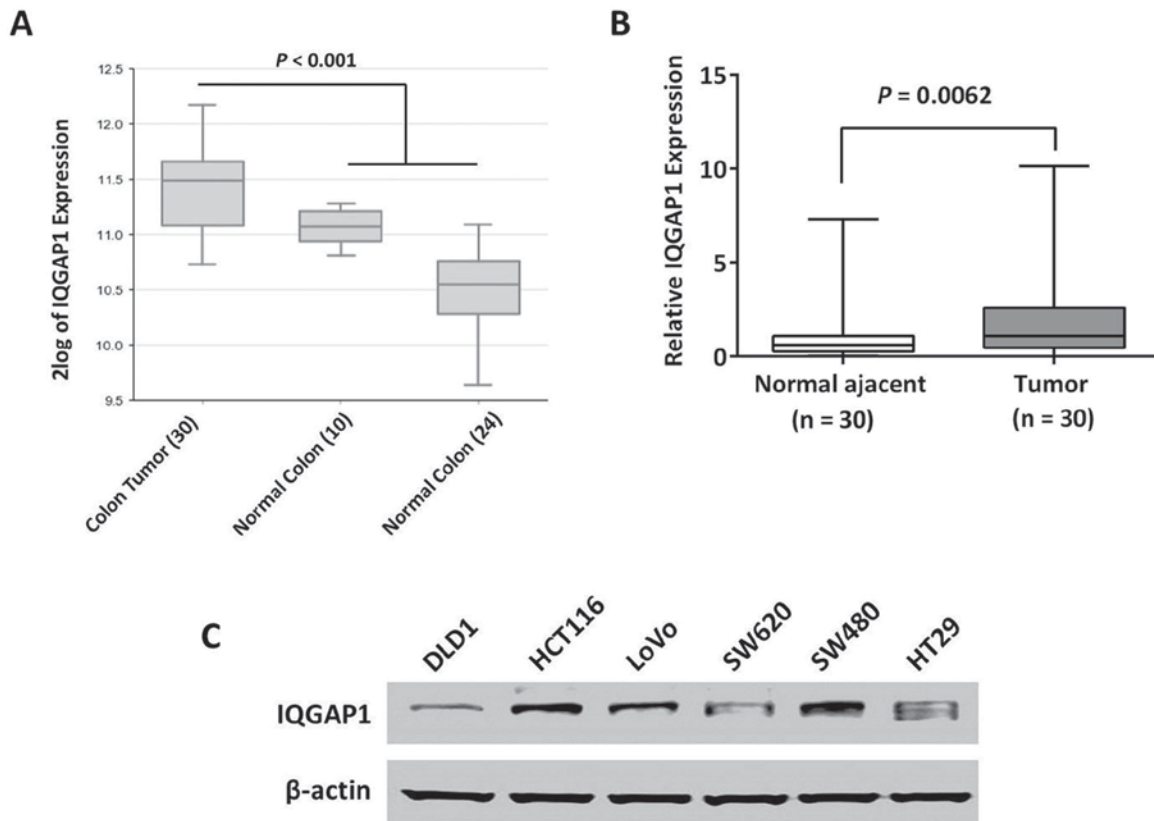 A
P < 0.001
2log of IQGAP1 Expression
12.5
12.0
11.5
11.0
10.5
10.0
9.5
Colon Tumor (30)
Normal Colon (10)
Normal Colon (24)
B
P = 0.0062
Relative IQGAP1 Expression
15
10
5
0
Normal ajacent
(n = 30)
Tumor
(n = 30)
C
DLD1
HCT116
LoVo
SW620
SW480
HT29
IQGAP1
β-actin